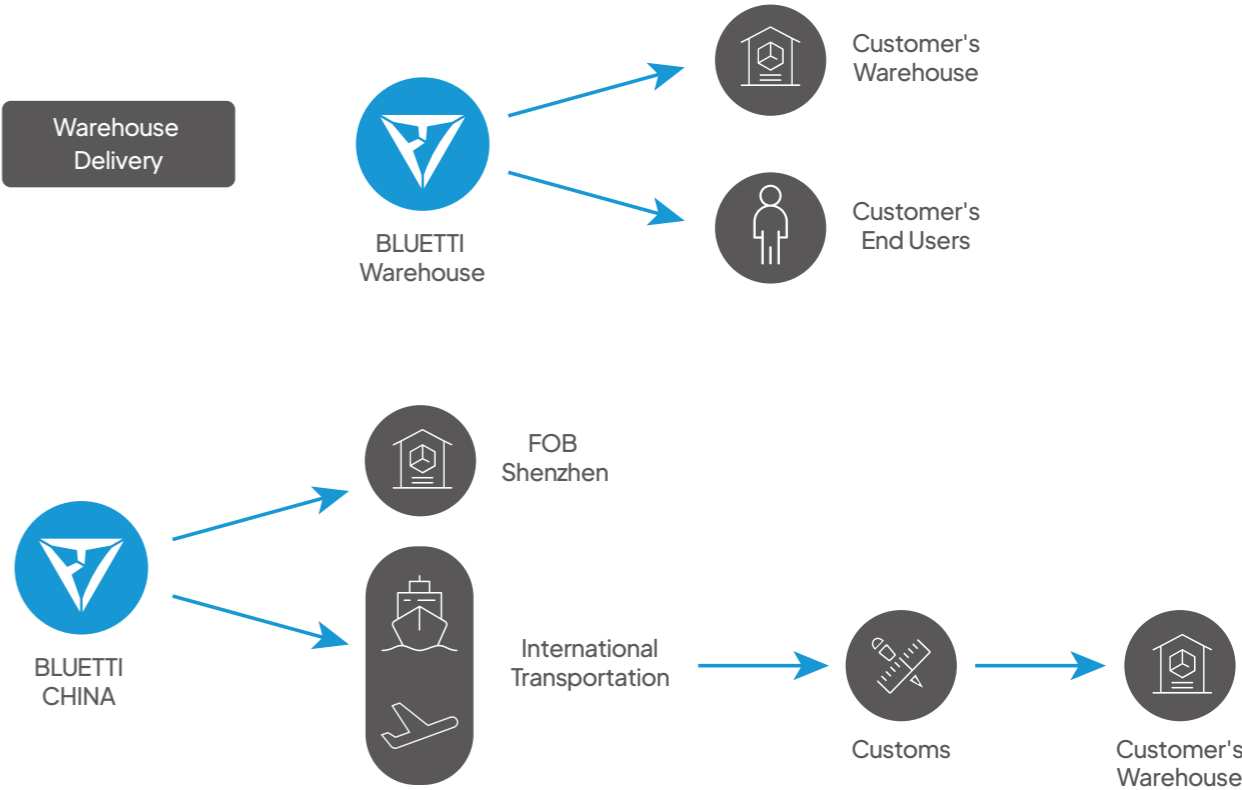 Warehouse
Delivery
BLUETTI
Warehouse
Customer's
Warehouse
Customer's
End Users
BLUETTI
CHINA
FOB
Shenzhen
International
Transportation
Customs
Customer's
Warehouse